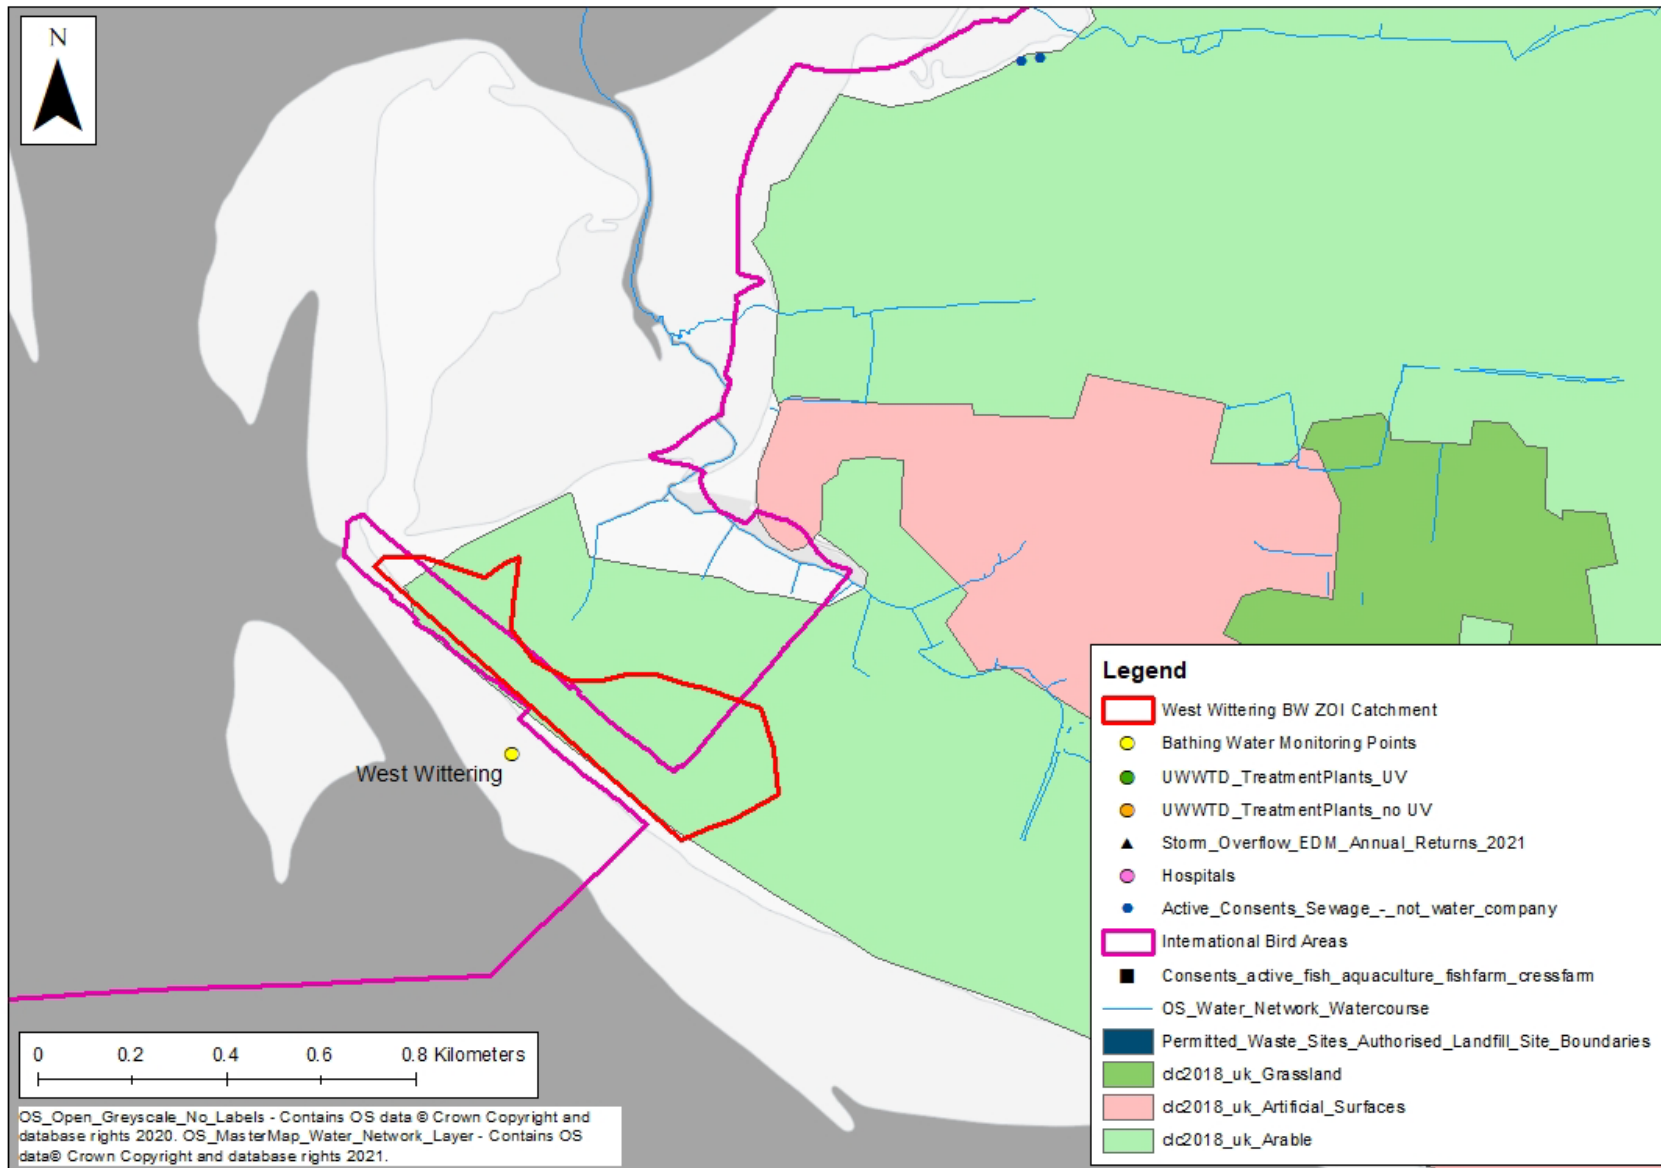 N
West Wittering
Legend
West Wittering BW ZOI Catchment
Bathing Water Monitoring Points
UWWTD_TreatmentPlants_UV
UWWTD_TreatmentPlants_no UV
Storm_Overflow_EDM_Annual_Returns_2021
Hospitals
Active_Consents_Sewage_-_not_water_company
International Bird Areas
Consents_active_fish_aquaculture_fishfarm_cressfarm
OS_Water_Network_Watercourse
Permitted_Waste_Sites_Authorised_Landfill_Site_Boundaries
clc2018_uk_Grassland
clc2018_uk_Artificial_Surfaces
clc2018_uk_Arable
0 0.2 0.4 0.6 0.8 Kilometers
OS_Open_Greyscale_No_Labels - Contains OS data © Crown Copyright and
database rights 2020. OS_MasterMap_Water_Network_Layer - Contains OS
data© Crown Copyright and database rights 2021.